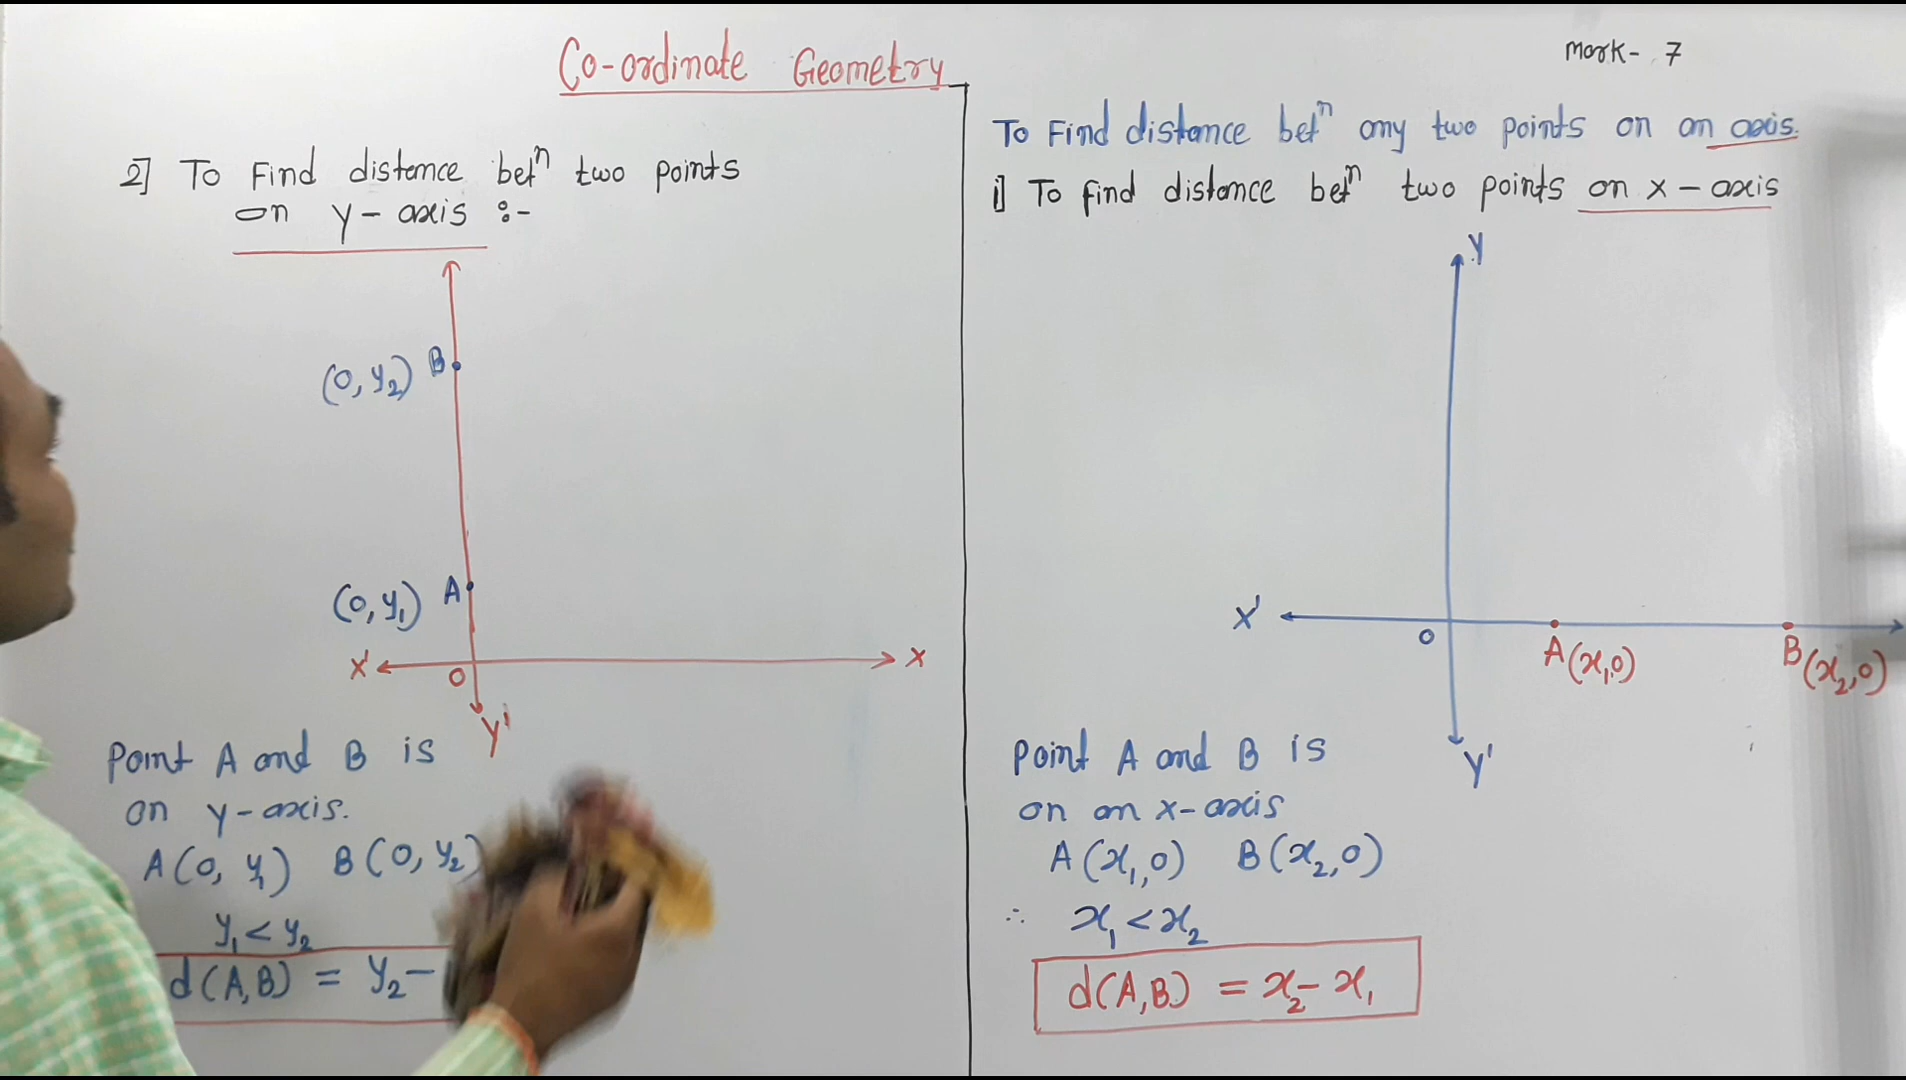 Co-ordinate Geometry
Mark- 7
2] To Find distance betⁿ two points
on y-axis :-
B
(0, y₂)
A
(0, y₁)
X'
O
X
Y'
Point A and B is
on y-axis.
A(0, y₁) B(0, y₂)
y₁ < y₂
d(A,B) = y₂ -
To Find distance betⁿ any two points on an axis.
1] To find distance betⁿ two points on x-axis
Y
X'
O
A(x₁,0)
B(x₂,0)
Y'
Point A and B is
on an x-axis
A(x₁,0) B(x₂,0)
∴ x₁ < x₂
d(A,B) = x₂ - x₁